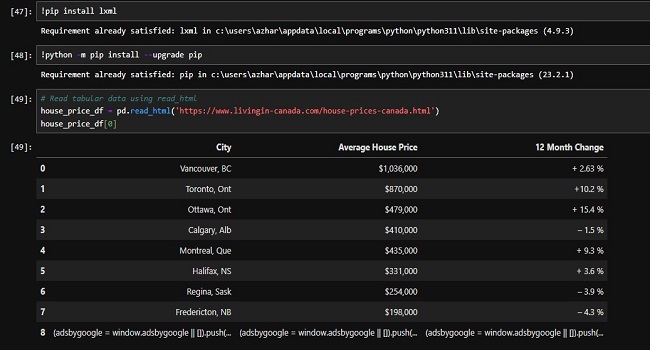 [47]: !pip install lxml
Requirement already satisfied: lxml in c:\users\azhar\appdata\local\programs\python\python311\lib\site-packages (4.9.3)
[48]: !python -m pip install --upgrade pip
Requirement already satisfied: pip in c:\users\azhar\appdata\local\programs\python\python311\lib\site-packages (23.2.1)
[49]: # Read tabular data using read_html
house_price_df = pd.read_html('https://www.livingin-canada.com/house-prices-canada.html')
house_price_df[0]
[49]: City Average House Price 12 Month Change
0 Vancouver, BC $1,036,000 + 2.63 %
1 Toronto, Ont $870,000 +10.2 %
2 Ottawa, Ont $479,000 + 15.4 %
3 Calgary, Alb $410,000 – 1.5 %
4 Montreal, Que $435,000 + 9.3 %
5 Halifax, NS $331,000 + 3.6 %
6 Regina, Sask $254,000 – 3.9 %
7 Fredericton, NB $198,000 – 4.3 %
8 (adsbygoogle = window.adsbygoogle || []).push(... (adsbygoogle = window.adsbygoogle || []).push(... (adsbygoogle = window.adsbygoogle || []).push(...